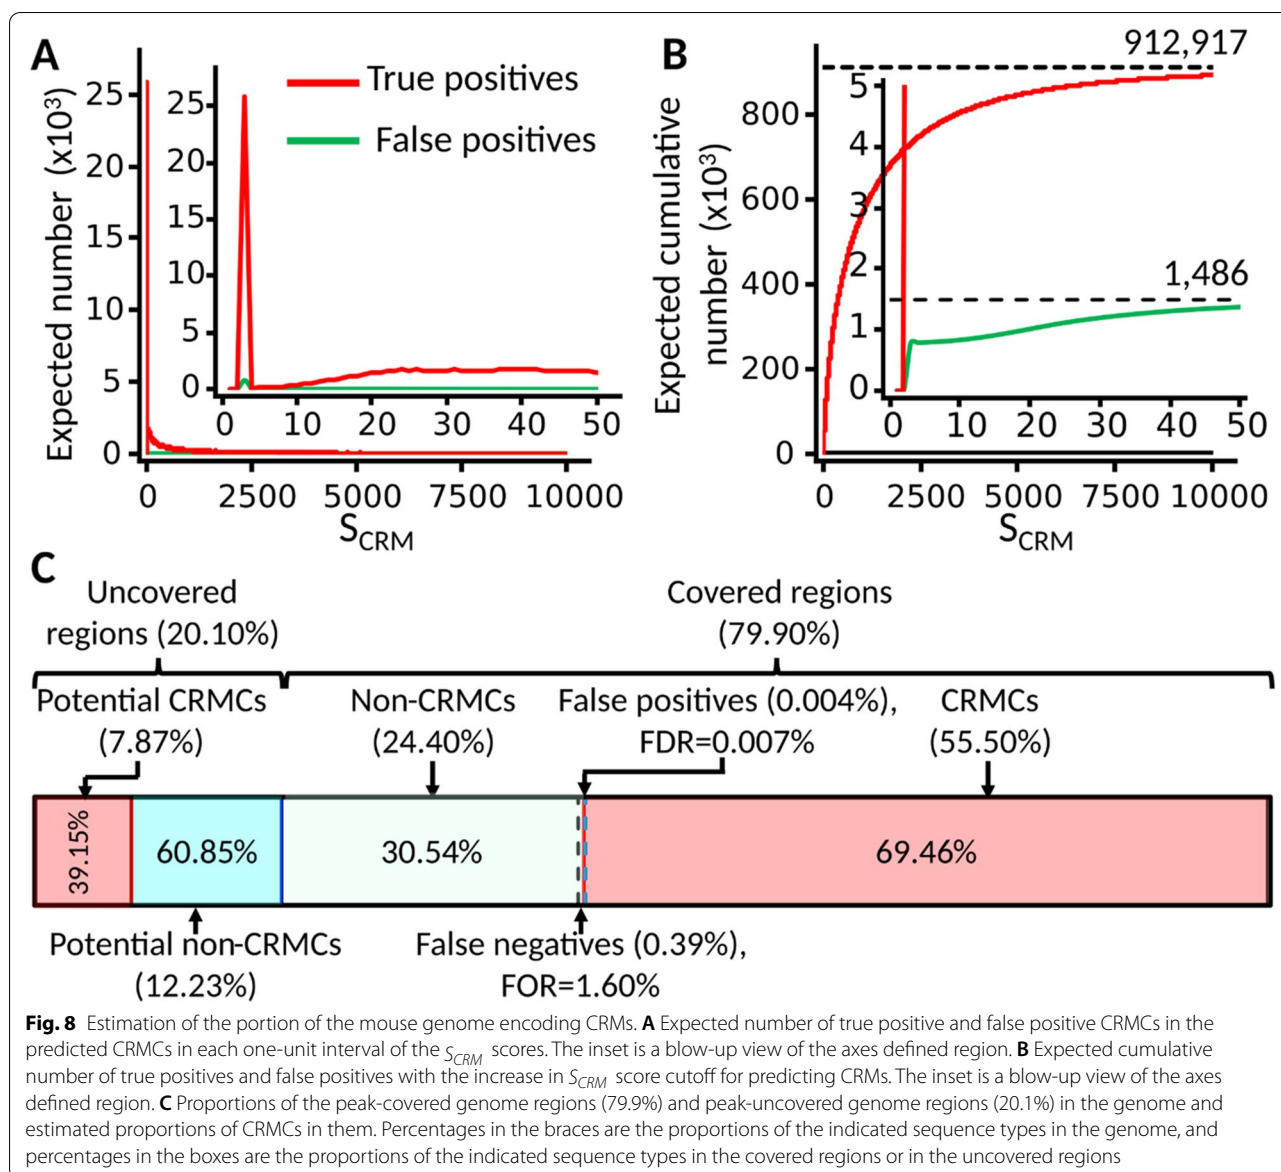 A
Expected number (x10³)
25
20
15
10
5
0
0 2500 5000 7500 10000
S_CRM
25
20
15
10
5
0
0 10 20 30 40 50
True positives
False positives
B
Expected cumulative
number (x10³)
800
600
400
200
0
0 2500 5000 7500 10000
S_CRM
912,917
5
4
3
2
1
0
0 10 20 30 40 50
1,486
C
Uncovered
regions (20.10%)
Covered regions
(79.90%)
Potential CRMCs
(7.87%)
Non-CRMCs
(24.40%)
False positives (0.004%),
FDR=0.007%
CRMCs
(55.50%)
39.15%
60.85%
30.54%
69.46%
Potential non-CRMCs
(12.23%)
False negatives (0.39%),
FOR=1.60%
Fig. 8 Estimation of the portion of the mouse genome encoding CRMs. A Expected number of true positive and false positive CRMCs in the
predicted CRMCs in each one-unit interval of the S_CRM scores. The inset is a blow-up view of the axes defined region. B Expected cumulative
number of true positives and false positives with the increase in S_CRM score cutoff for predicting CRMs. The inset is a blow-up view of the axes
defined region. C Proportions of the peak-covered genome regions (79.9%) and peak-uncovered genome regions (20.1%) in the genome and
estimated proportions of CRMCs in them. Percentages in the braces are the proportions of the indicated sequence types in the genome, and
percentages in the boxes are the proportions of the indicated sequence types in the covered regions or in the uncovered regions